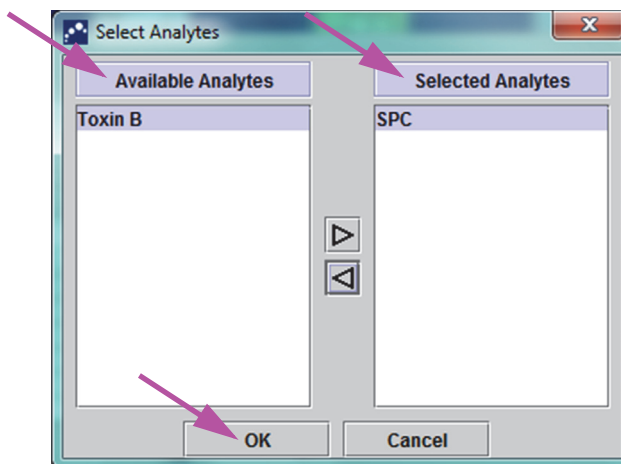 Select Analytes
Available Analytes
Selected Analytes
Toxin B
SPC
OK
Cancel